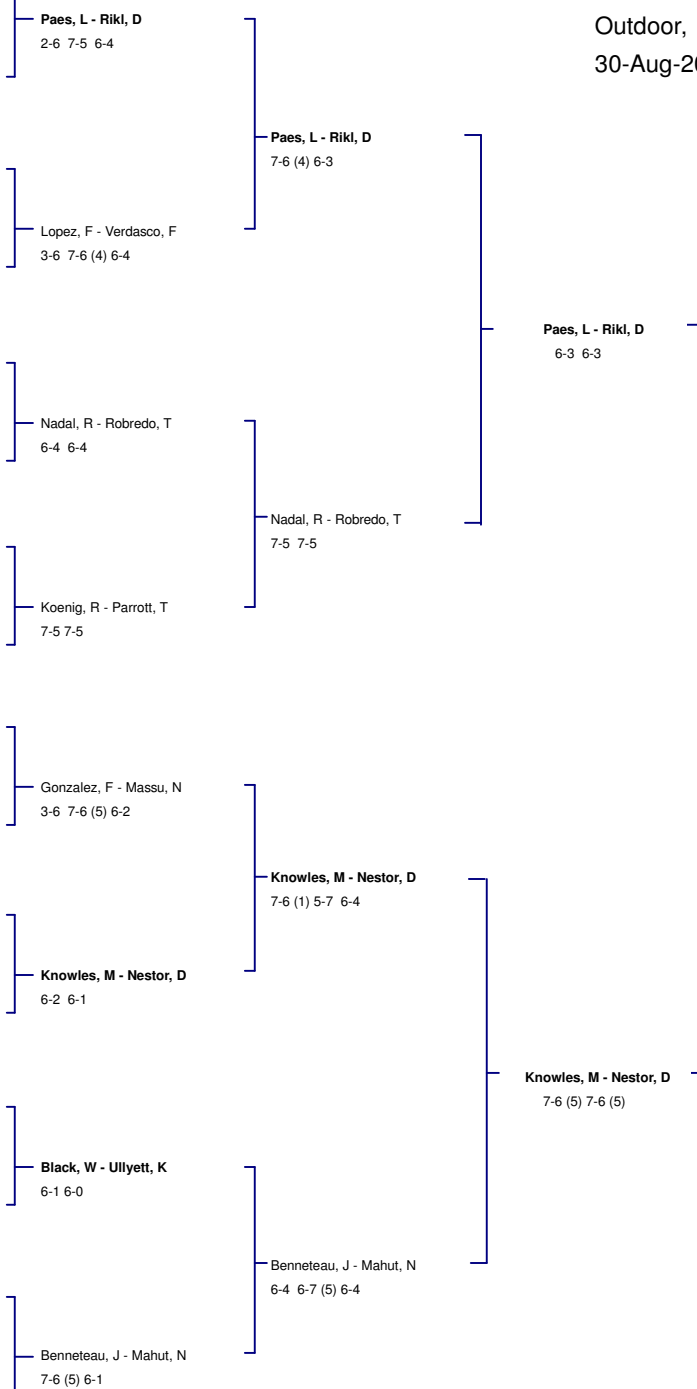 Outdoor,
30-Aug-20
Paes, L - Rikl, D
2-6 7-5 6-4
Lopez, F - Verdasco, F
3-6 7-6 (4) 6-4
Nadal, R - Robredo, T
6-4 6-4
Koenig, R - Parrott, T
7-5 7-5
Gonzalez, F - Massu, N
3-6 7-6 (5) 6-2
Knowles, M - Nestor, D
6-2 6-1
Black, W - Ullyett, K
6-1 6-0
Benneteau, J - Mahut, N
7-6 (5) 6-1
Paes, L - Rikl, D
7-6 (4) 6-3
Nadal, R - Robredo, T
7-5 7-5
Knowles, M - Nestor, D
7-6 (1) 5-7 6-4
Benneteau, J - Mahut, N
6-4 6-7 (5) 6-4
Paes, L - Rikl, D
6-3 6-3
Knowles, M - Nestor, D
7-6 (5) 7-6 (5)